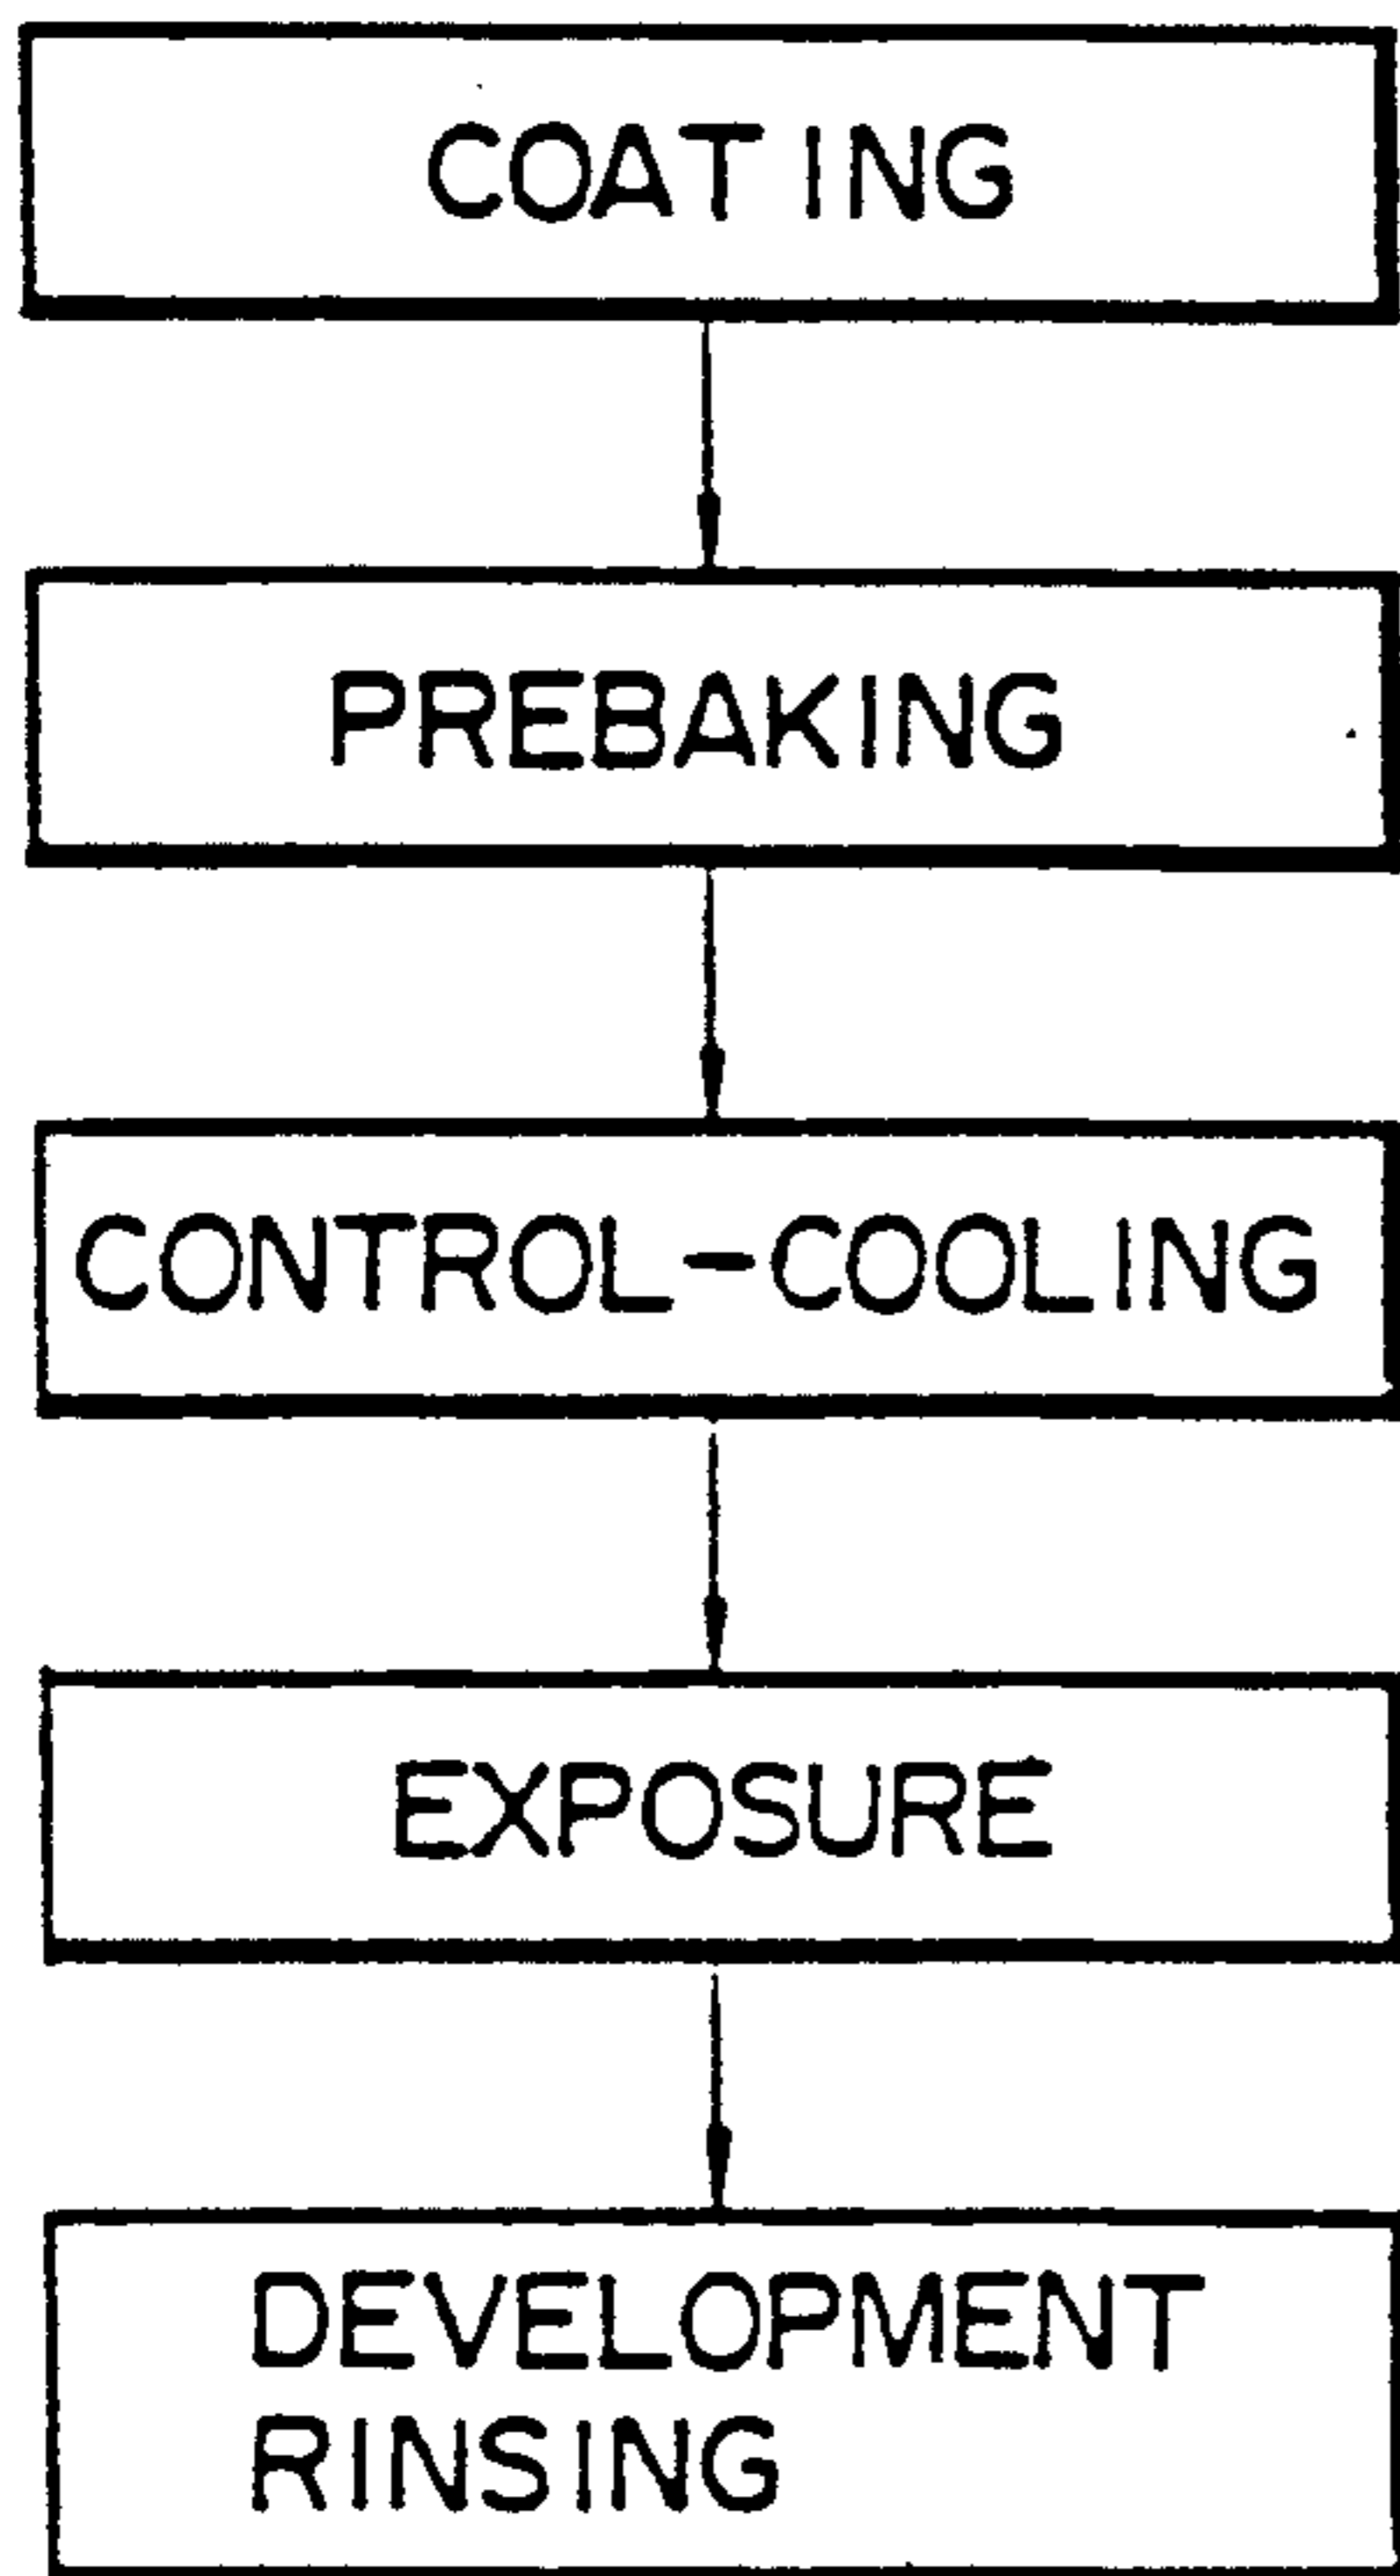 COATING
PREBAKING
CONTROL-COOLING
EXPOSURE
DEVELOPMENT
RINSING